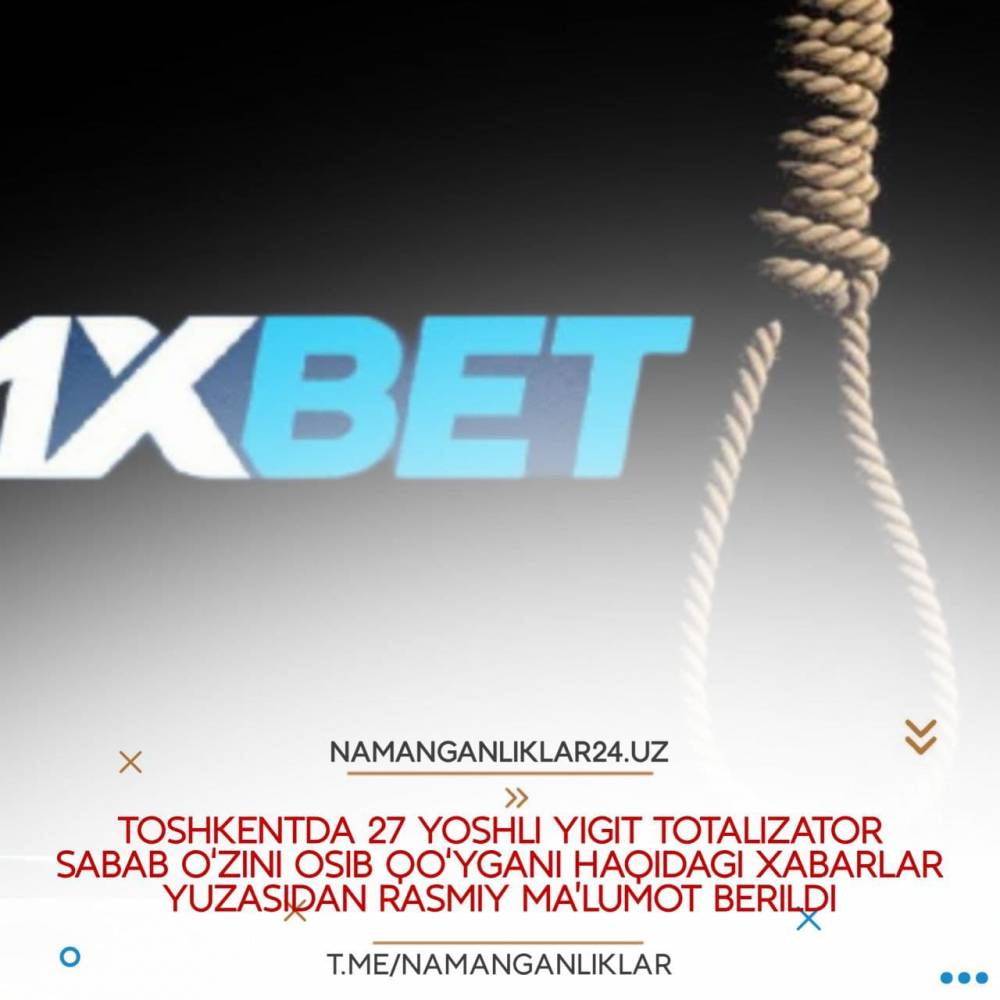 1XBET
NAMANGANLIKLAR24.UZ
TOSHKENTDA 27 YOSHLI YIGIT TOTALIZATOR
SABAB O'ZINI OSIB QO'YGANI HAQIDAGI XABARLAR
YUZASIDAN RASMIY MA'LUMOT BERILDI
T.ME/NAMANGANLIKLAR